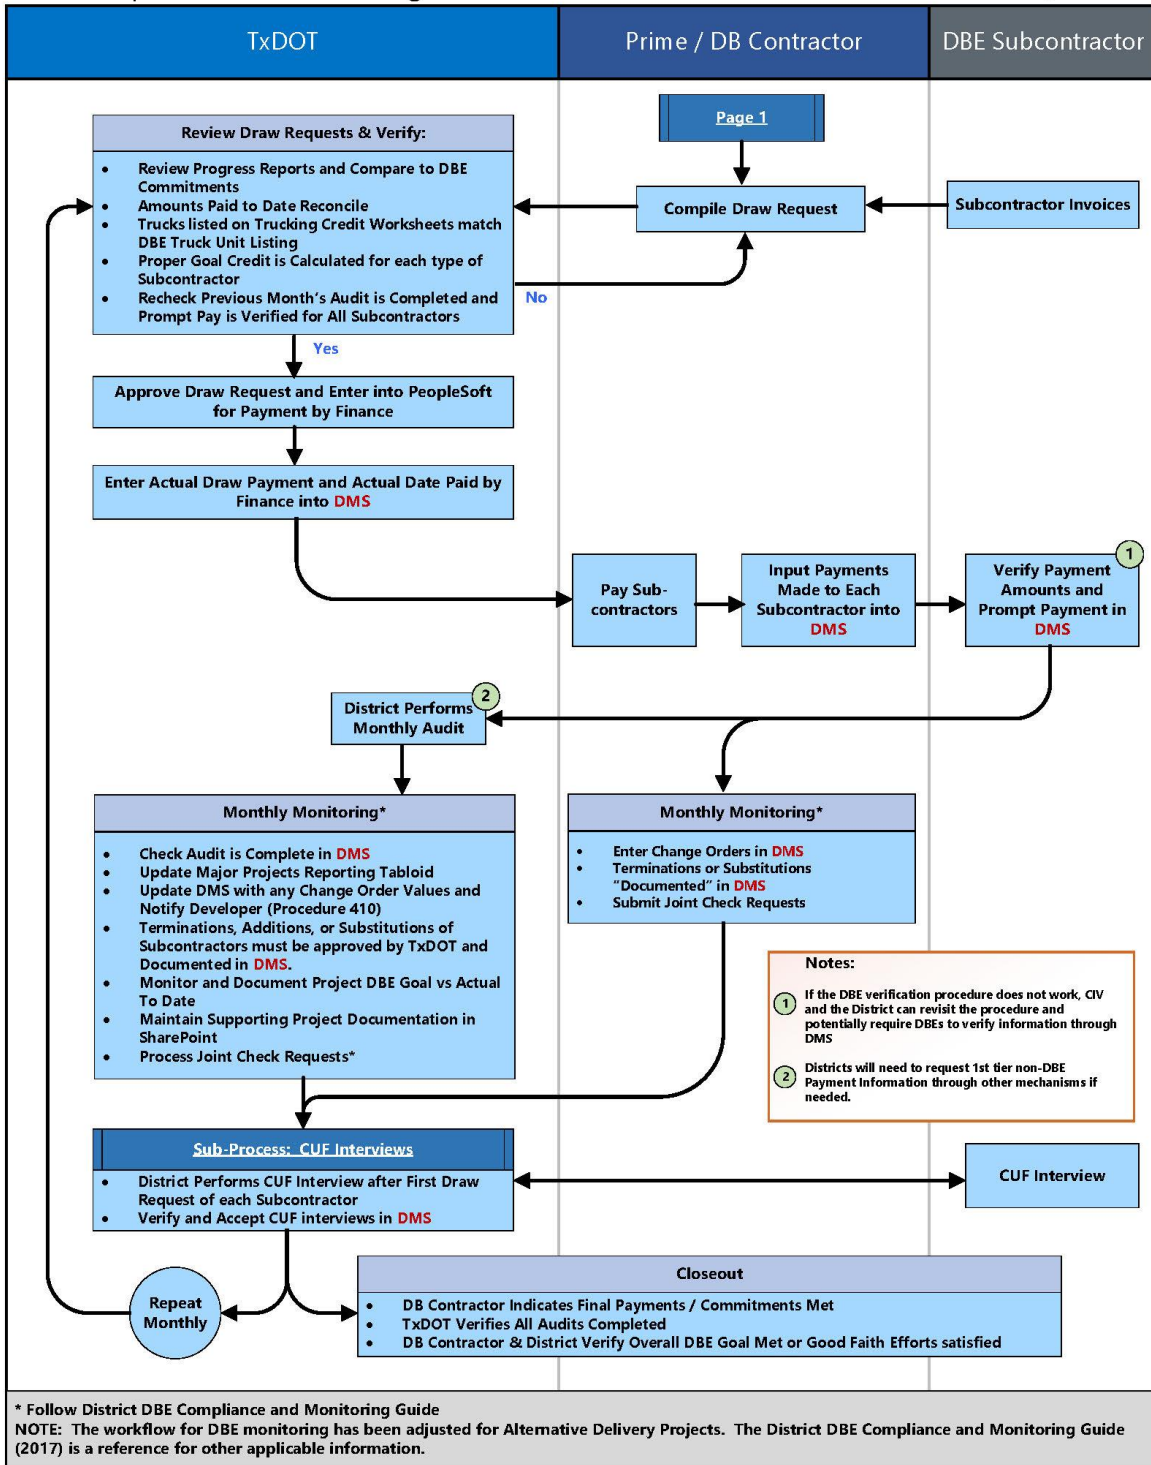 TxDOT
Prime / DB Contractor
DBE Subcontractor
Page 1
Review Draw Requests & Verify:
• Review Progress Reports and Compare to DBE
Commitments
• Amounts Paid to Date Reconcile
• Trucks listed on Trucking Credit Worksheets match
DBE Truck Unit Listing
• Proper Goal Credit is Calculated for each type of
Subcontractor
• Recheck Previous Month's Audit is Completed and
Prompt Pay is Verified for All Subcontractors
Compile Draw Request
Subcontractor Invoices
No
Yes
Approve Draw Request and Enter into PeopleSoft
for Payment by Finance
Enter Actual Draw Payment and Actual Date Paid by
Finance into DMS
Pay Sub-
contractors
Input Payments
Made to Each
Subcontractor into
DMS
1
Verify Payment
Amounts and
Prompt Payment in
DMS
2
District Performs
Monthly Audit
Monthly Monitoring*
• Check Audit is Complete in DMS
• Update Major Projects Reporting Tabloid
• Update DMS with any Change Order Values and
Notify Developer (Procedure 410)
• Terminations, Additions, or Substitutions of
Subcontractors must be approved by TxDOT and
Documented in DMS.
• Monitor and Document Project DBE Goal vs Actual
To Date
• Maintain Supporting Project Documentation in
SharePoint
• Process Joint Check Requests*
Monthly Monitoring*
• Enter Change Orders in DMS
• Terminations or Substitutions
"Documented" in DMS
• Submit Joint Check Requests
Notes:
1 If the DBE verification procedure does not work, CIV
and the District can revisit the procedure and
potentially require DBEs to verify information through
DMS
2 Districts will need to request 1st tier non-DBE
Payment Information through other mechanisms if
needed.
Sub-Process: CUF Interviews
• District Performs CUF Interview after First Draw
Request of each Subcontractor
• Verify and Accept CUF interviews in DMS
CUF Interview
Repeat
Monthly
Closeout
• DB Contractor Indicates Final Payments / Commitments Met
• TxDOT Verifies All Audits Completed
• DB Contractor & District Verify Overall DBE Goal Met or Good Faith Efforts satisfied
* Follow District DBE Compliance and Monitoring Guide
NOTE: The workflow for DBE monitoring has been adjusted for Alternative Delivery Projects. The District DBE Compliance and Monitoring Guide
(2017) is a reference for other applicable information.